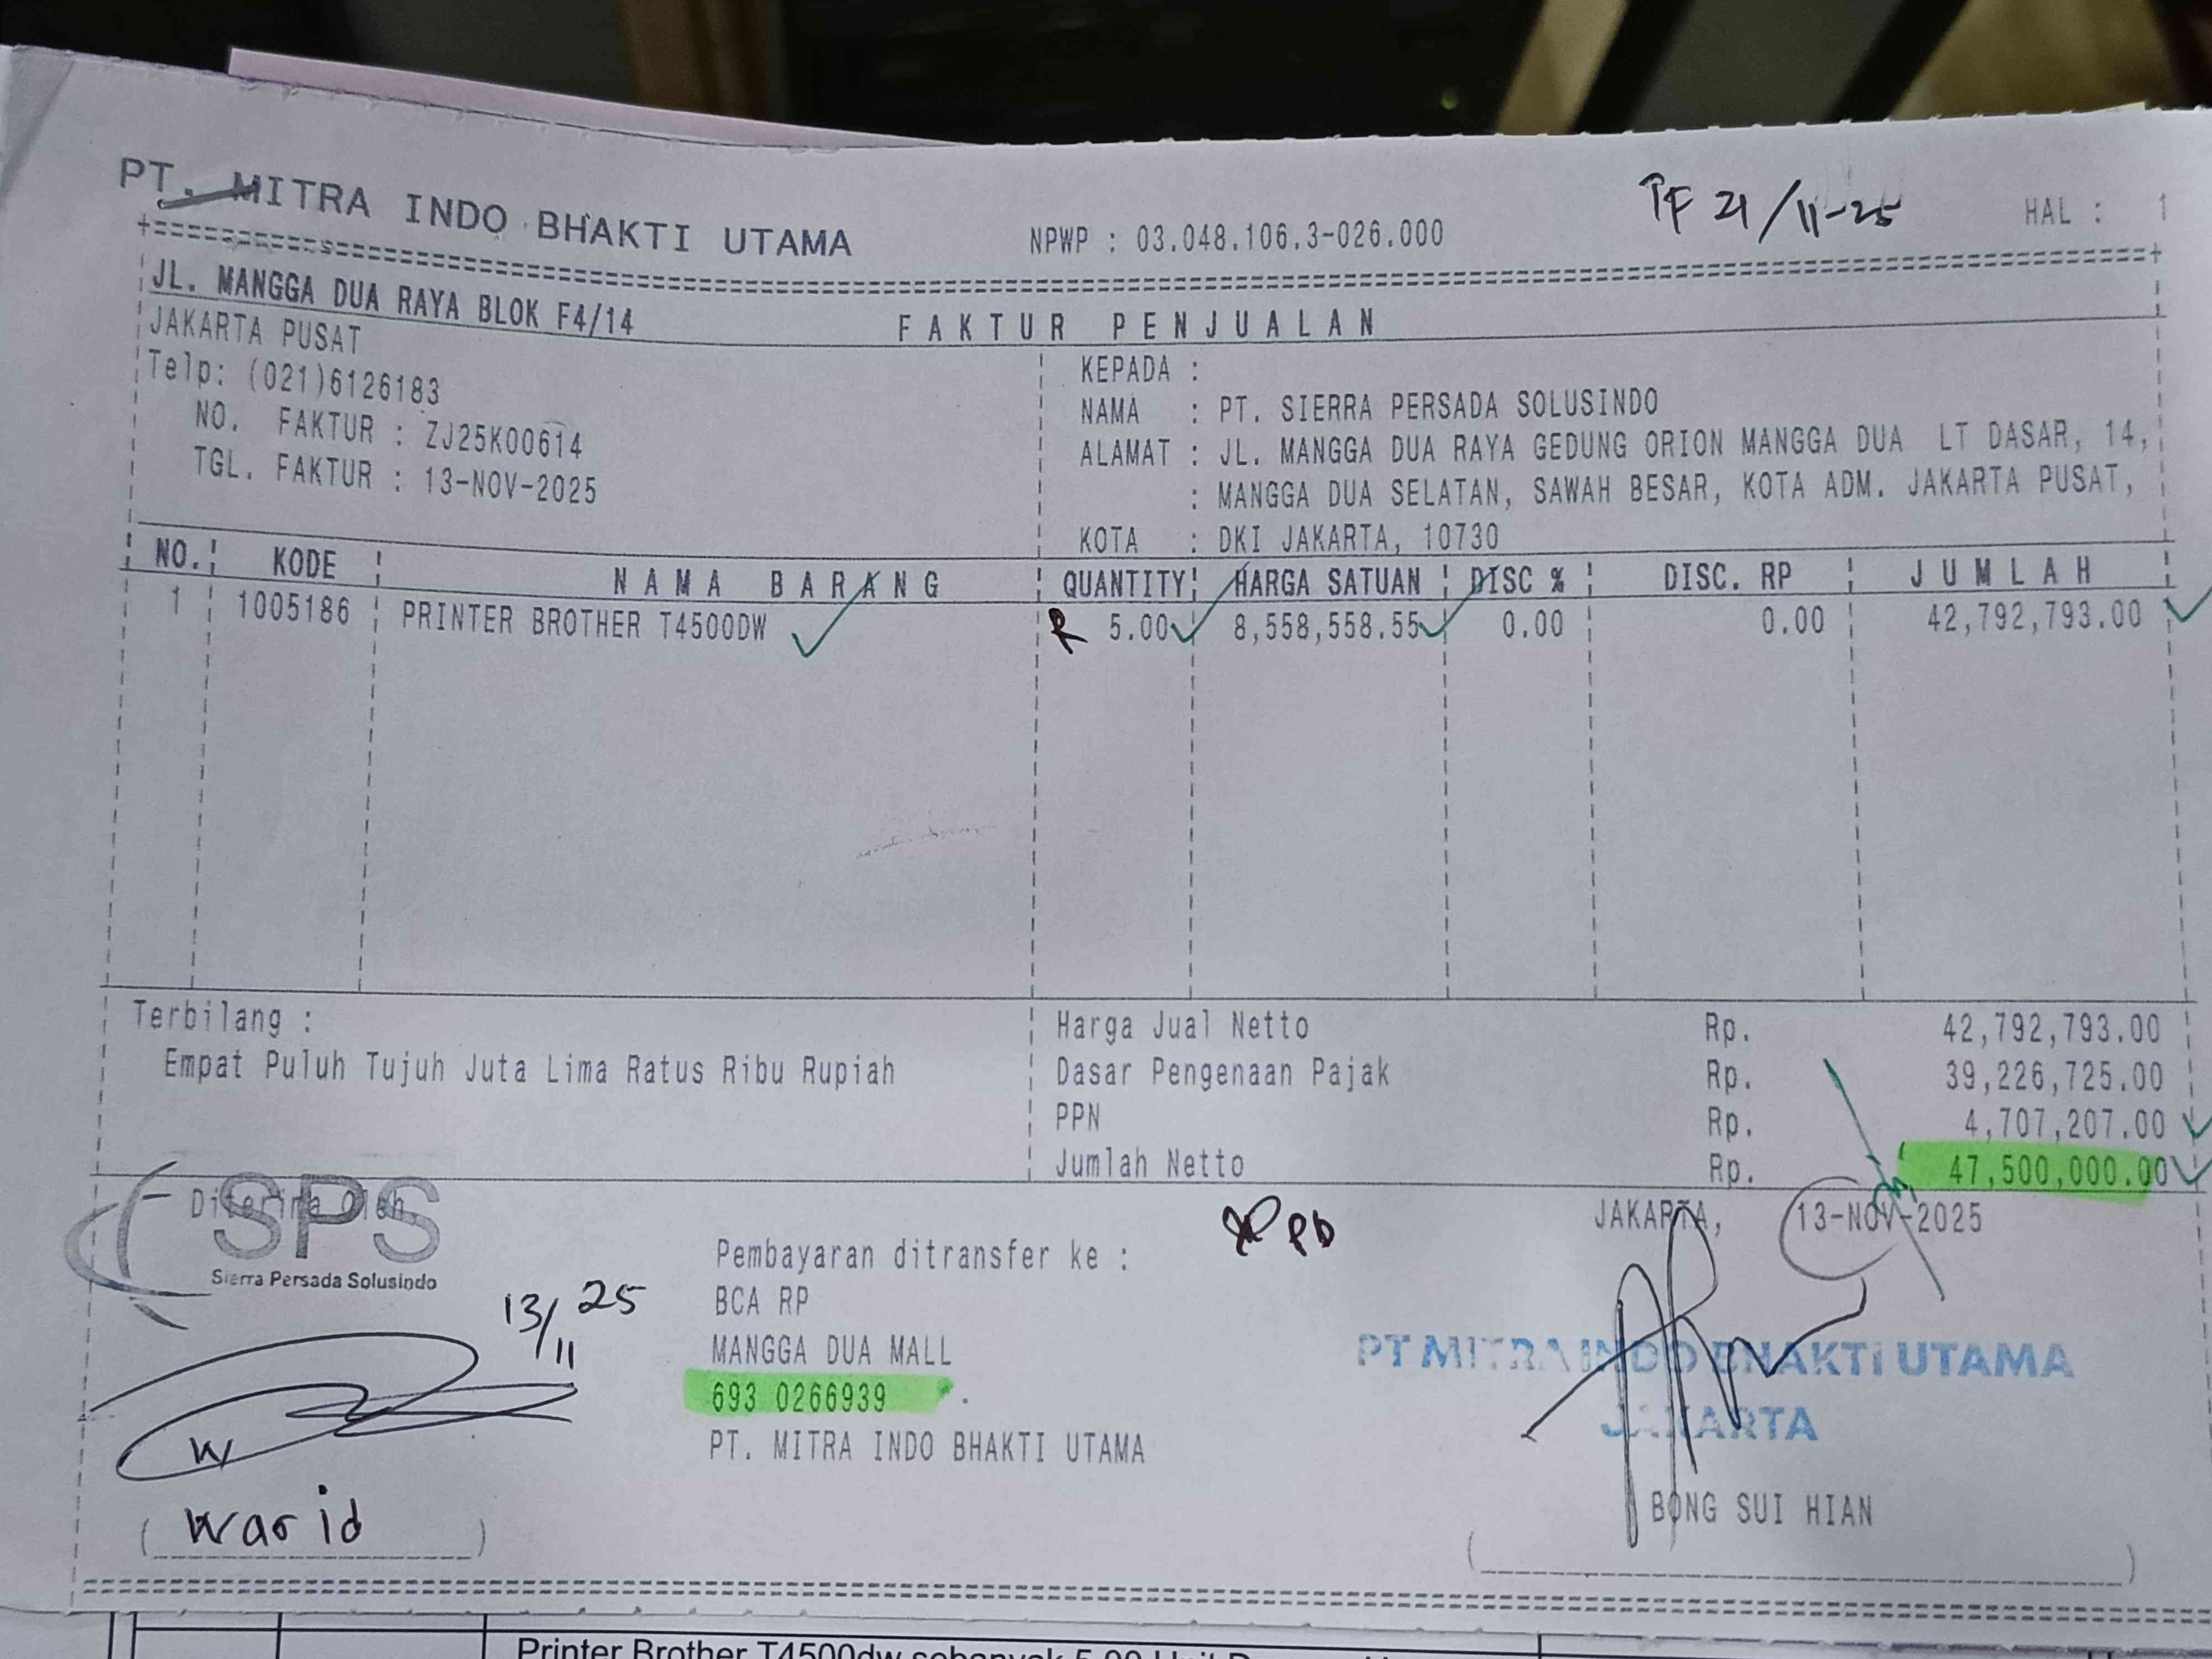 TF 21/11-25
PT. MITRA INDO BHAKTI UTAMA NPWP : 03.048.106.3-026.000 HAL : 1
JL. MANGGA DUA RAYA BLOK F4/14
JAKARTA PUSAT
Telp: (021)6126183
NO. FAKTUR : ZJ25K00614
TGL. FAKTUR : 13-NOV-2025
FAKTUR PENJUALAN
KEPADA :
NAMA : PT. SIERRA PERSADA SOLUSINDO
ALAMAT : JL. MANGGA DUA RAYA GEDUNG ORION MANGGA DUA LT DASAR, 14,
: MANGGA DUA SELATAN, SAWAH BESAR, KOTA ADM. JAKARTA PUSAT,
KOTA : DKI JAKARTA, 10730
NO. KODE NAMA BARANG QUANTITY HARGA SATUAN DISC % DISC. RP JUMLAH
1 1005186 PRINTER BROTHER T4500DW R 5.00 8,558,558.55 0.00 0.00 42,792,793.00
Terbilang :
Empat Puluh Tujuh Juta Lima Ratus Ribu Rupiah
Harga Jual Netto Rp. 42,792,793.00
Dasar Pengenaan Pajak Rp. 39,226,725.00
PPN Rp. 4,707,207.00
Jumlah Netto Rp. 47,500,000.00
Diterima Oleh,
SPS
Sierra Persada Solusindo
13/11 25
W
(warid)
Pembayaran ditransfer ke :
BCA RP
MANGGA DUA MALL
693 0266939
PT. MITRA INDO BHAKTI UTAMA
JAKARTA, 13-NOV-2025
PT MITRA INDO BHAKTI UTAMA
JAKARTA
BONG SUI HIAN